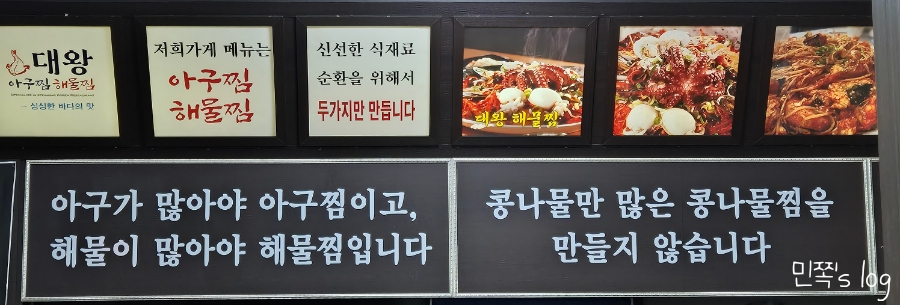 대왕
아구찜 해물찜
싱싱한 바다의 맛
저희가게 메뉴는
아구찜
해물찜
신선한 식재료
순환을 위해서
두가지만 만듭니다
대왕 해물찜
아구가 많아야 아구찜이고,
해물이 많아야 해물찜입니다
콩나물만 많은 콩나물찜을
만들지 않습니다
민쪽's log